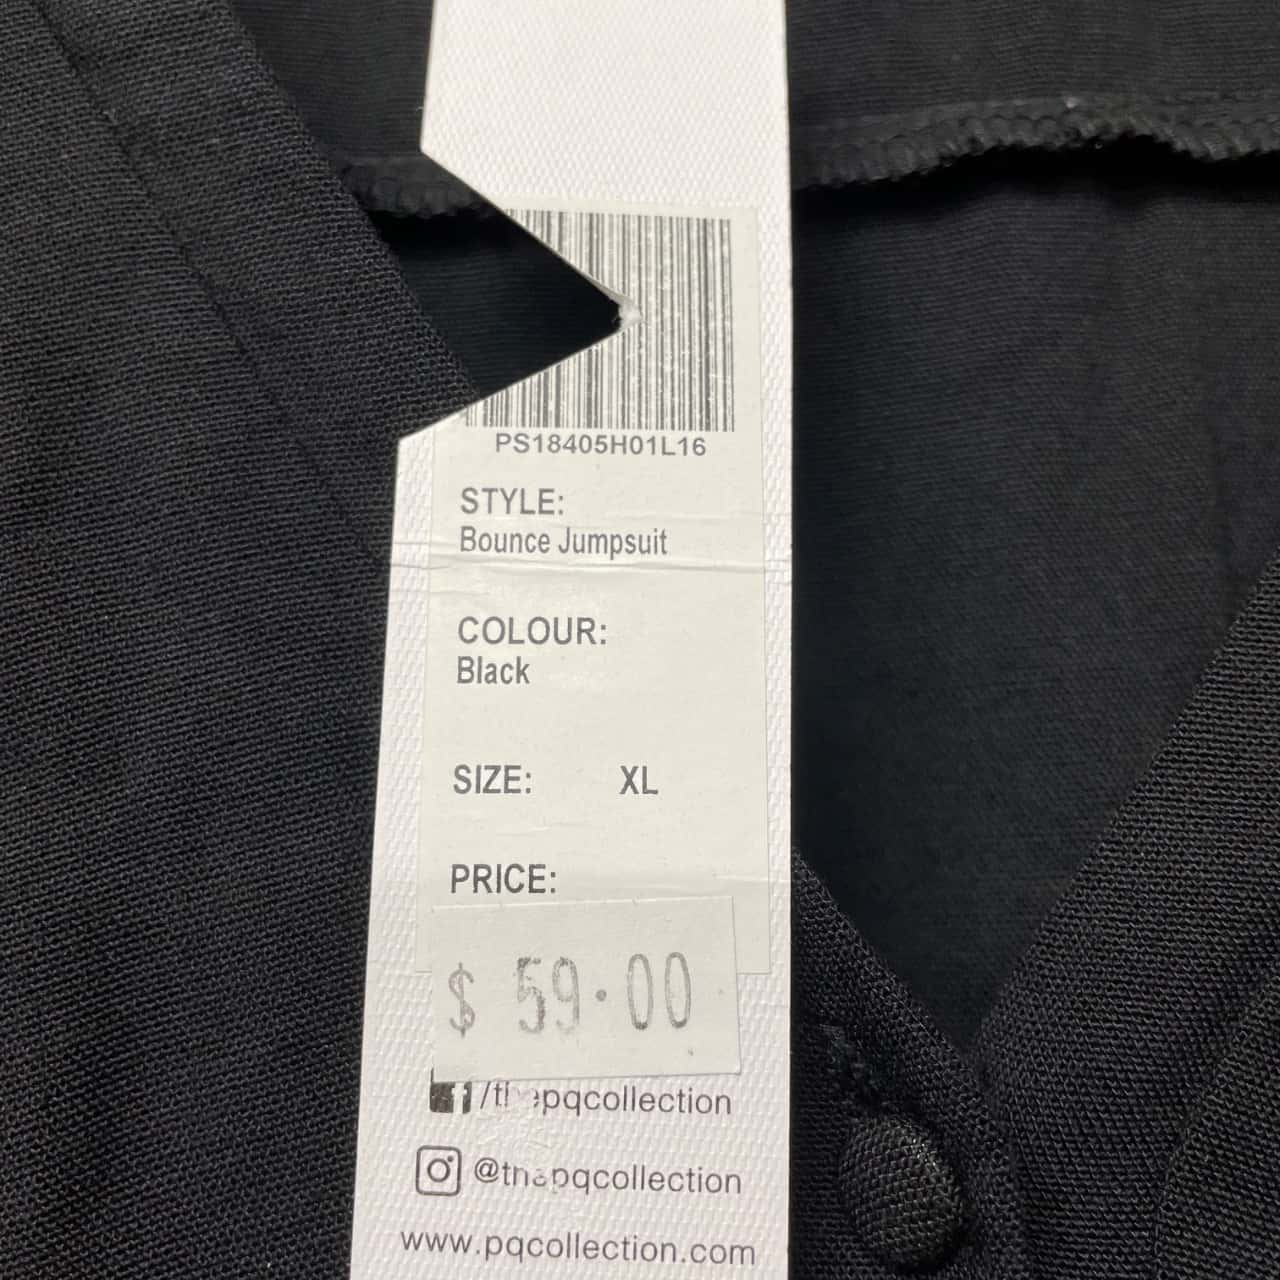 PS18405H01L16
STYLE:
Bounce Jumpsuit
COLOUR:
Black
SIZE: XL
PRICE:
$ 59.00
/thepqcollection
@thepqcollection
www.pqcollection.com